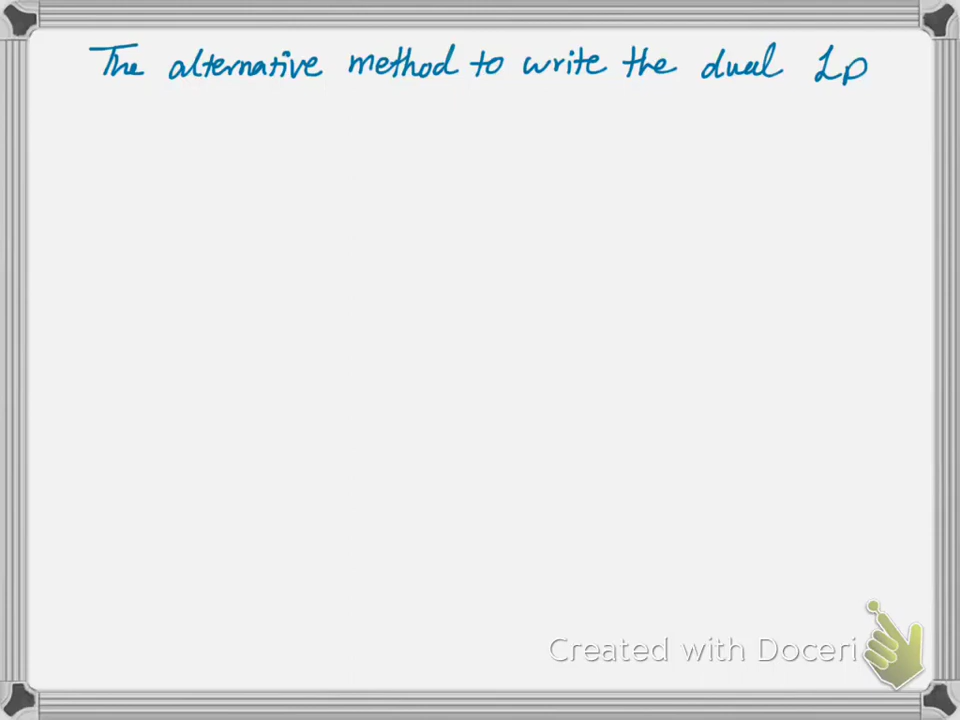 The alternative method to write the dual LP
Created with Doceri